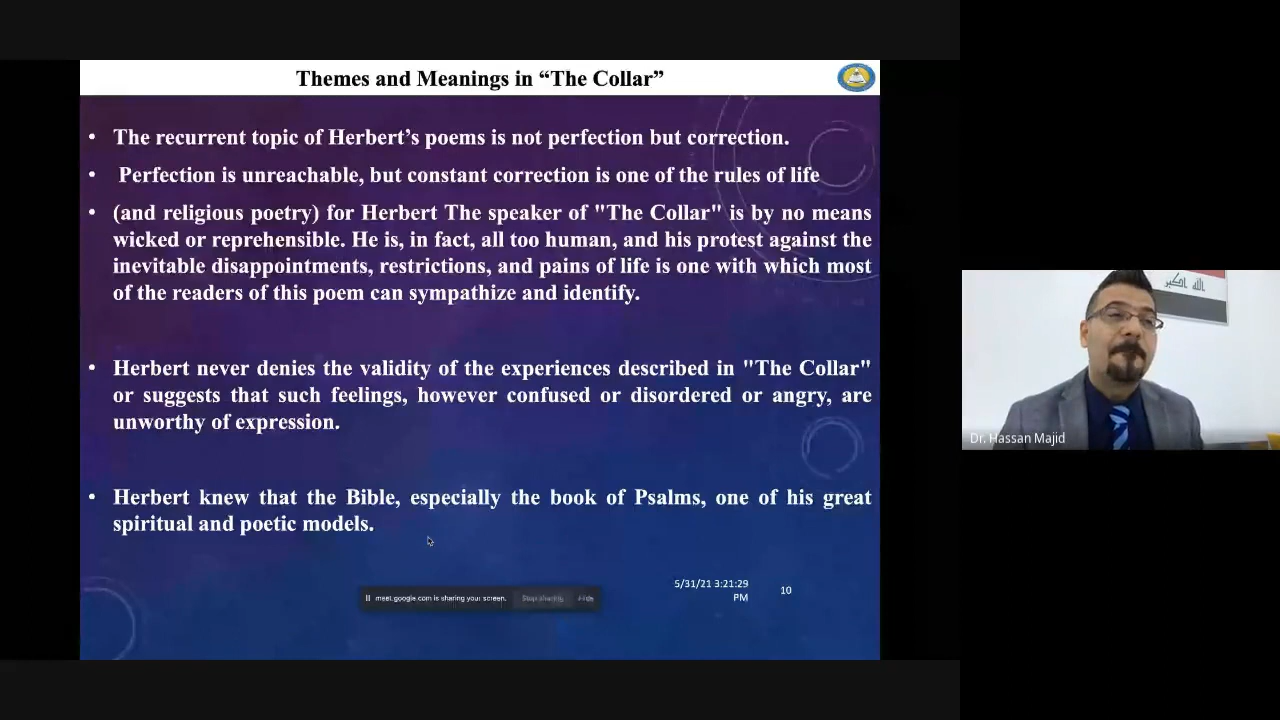 Themes and Meanings in “The Collar”
• The recurrent topic of Herbert’s poems is not perfection but correction.
• Perfection is unreachable, but constant correction is one of the rules of life
• (and religious poetry) for Herbert The speaker of "The Collar" is by no means
wicked or reprehensible. He is, in fact, all too human, and his protest against the
inevitable disappointments, restrictions, and pains of life is one with which most
of the readers of this poem can sympathize and identify.
• Herbert never denies the validity of the experiences described in "The Collar"
or suggests that such feelings, however confused or disordered or angry, are
unworthy of expression.
• Herbert knew that the Bible, especially the book of Psalms, one of his great
spiritual and poetic models.
5/31/21 3:21:29
PM
10
meet.google.com is sharing your screen. Stop sharing Hide
الله اكبر
Dr. Hassan Majid